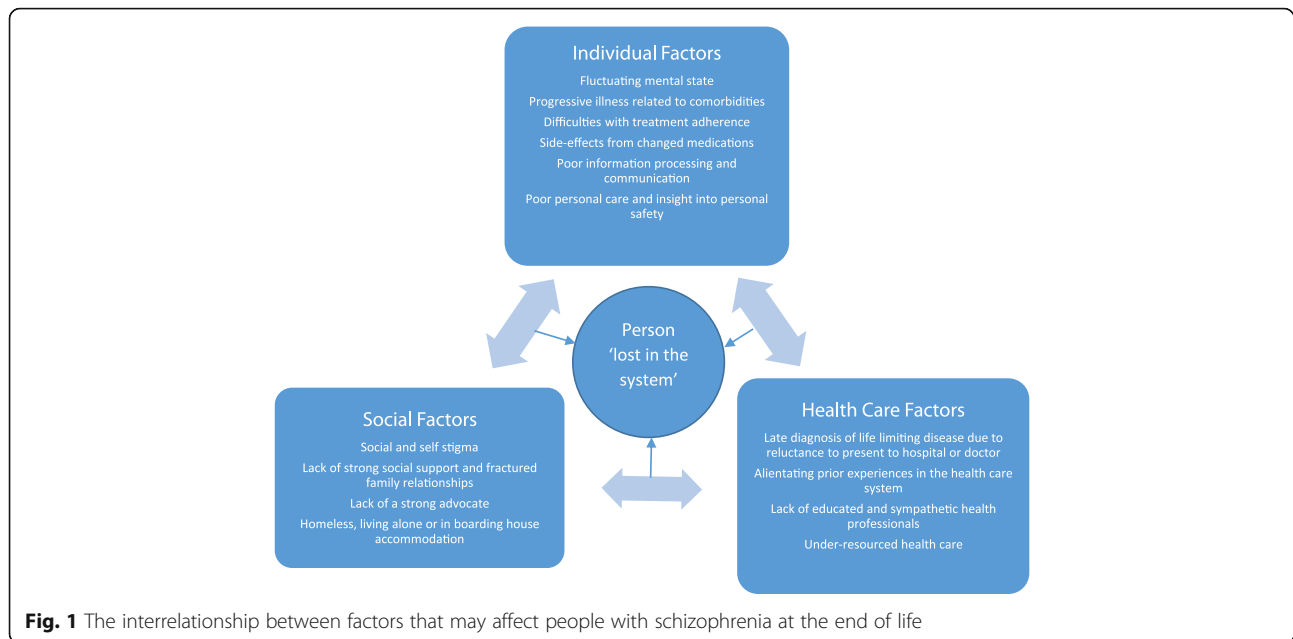 Individual Factors
Fluctuating mental state
Progressive illness related to comorbidities
Difficulties with treatment adherence
Side-effects from changed medications
Poor information processing and
communication
Poor personal care and insight into personal
safety
Person
'lost in the
system'
Social Factors
Social and self stigma
Lack of strong social support and fractured
family relationships
Lack of a strong advocate
Homeless, living alone or in boarding house
accommodation
Health Care Factors
Late diagnosis of life limiting disease due to
reluctance to present to hospital or doctor
Alientating prior experiences in the health care
system
Lack of educated and sympathetic health
professionals
Under-resourced health care
Fig. 1 The interrelationship between factors that may affect people with schizophrenia at the end of life